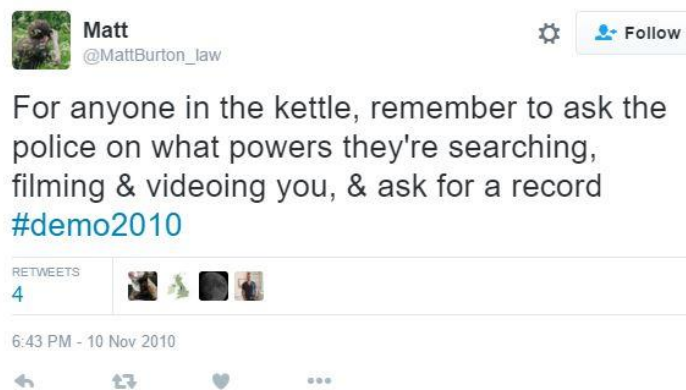 Matt
@MattBurton_law
Follow
For anyone in the kettle, remember to ask the
police on what powers they're searching,
filming & videoing you, & ask for a record
#demo2010
RETWEETS
4
6:43 PM - 10 Nov 2010